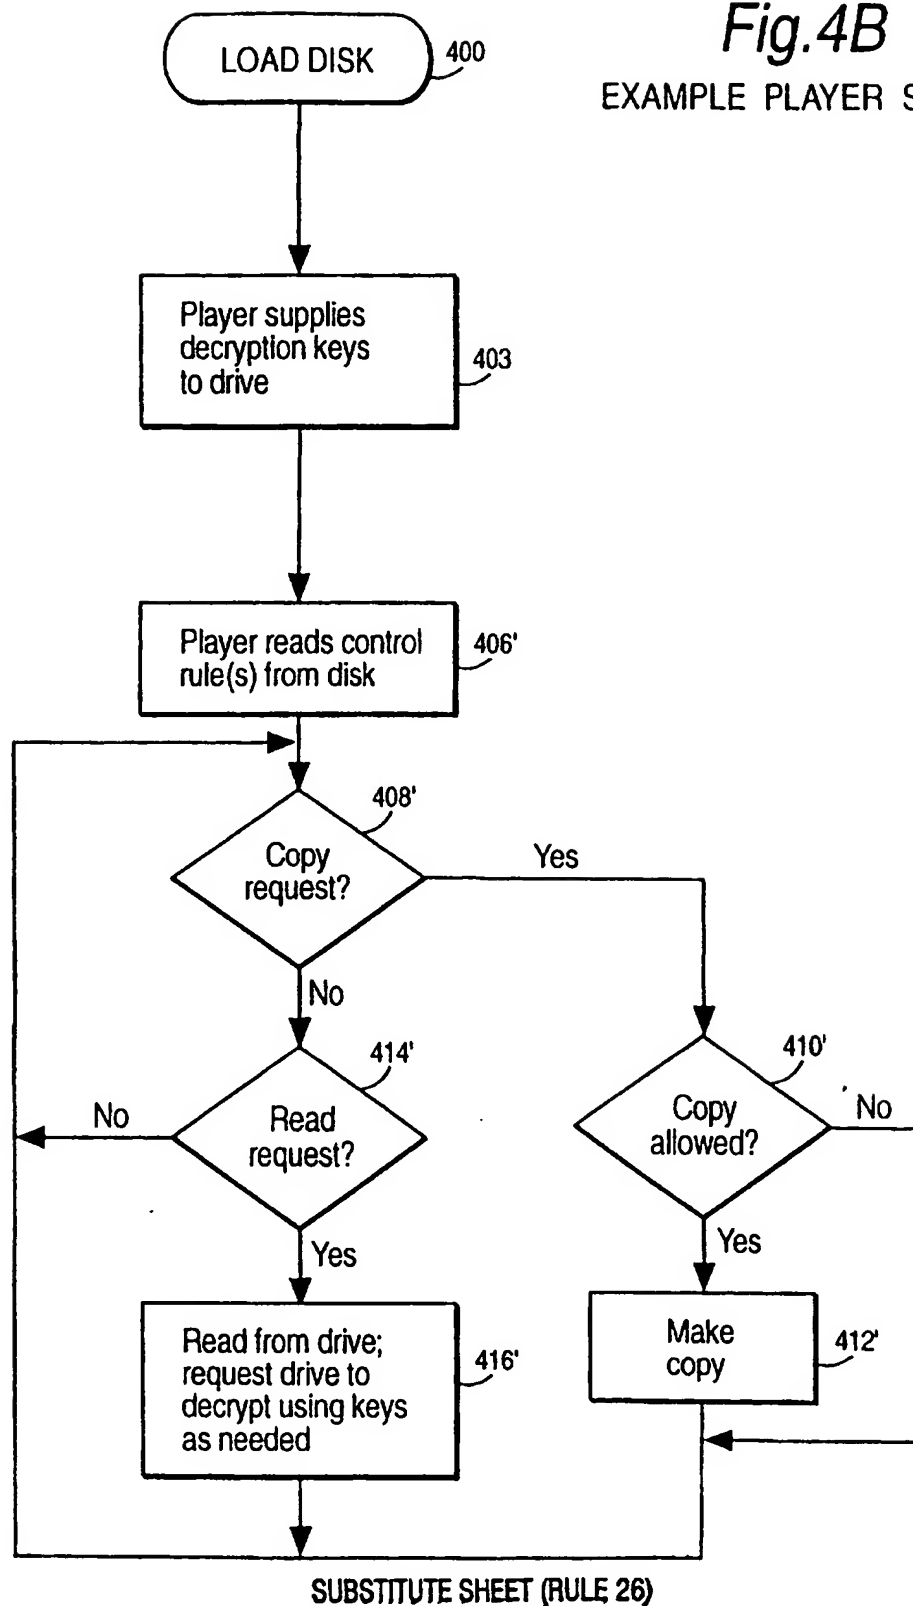 Fig.4B
EXAMPLE PLAYER
LOAD DISK
400
Player supplies
decryption keys
to drive
403
Player reads control
rule(s) from disk
406'
408'
Copy
request?
Yes
No
414'
Read
request?
No
Yes
410'
Copy
allowed?
No
Yes
Read from drive;
request drive to
decrypt using keys
as needed
416'
Make
copy
412'
SUBSTITUTE SHEET (RULE 26)